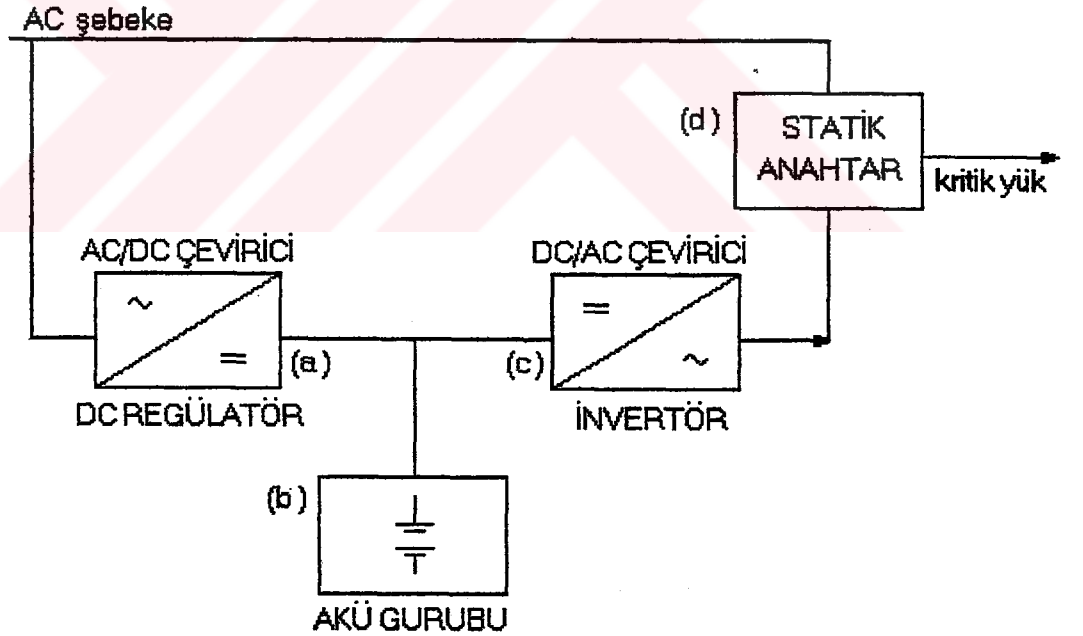 AC şebeke
(d)
STATİK
ANAHTAR
kritik yük
AC/DC ÇEVİRİCİ
DC/AC ÇEVİRİCİ
~
=
=
~
(a)
(c)
DC REGÜLATÖR
İNVERTÖR
(b)
AKÜ GURUBU